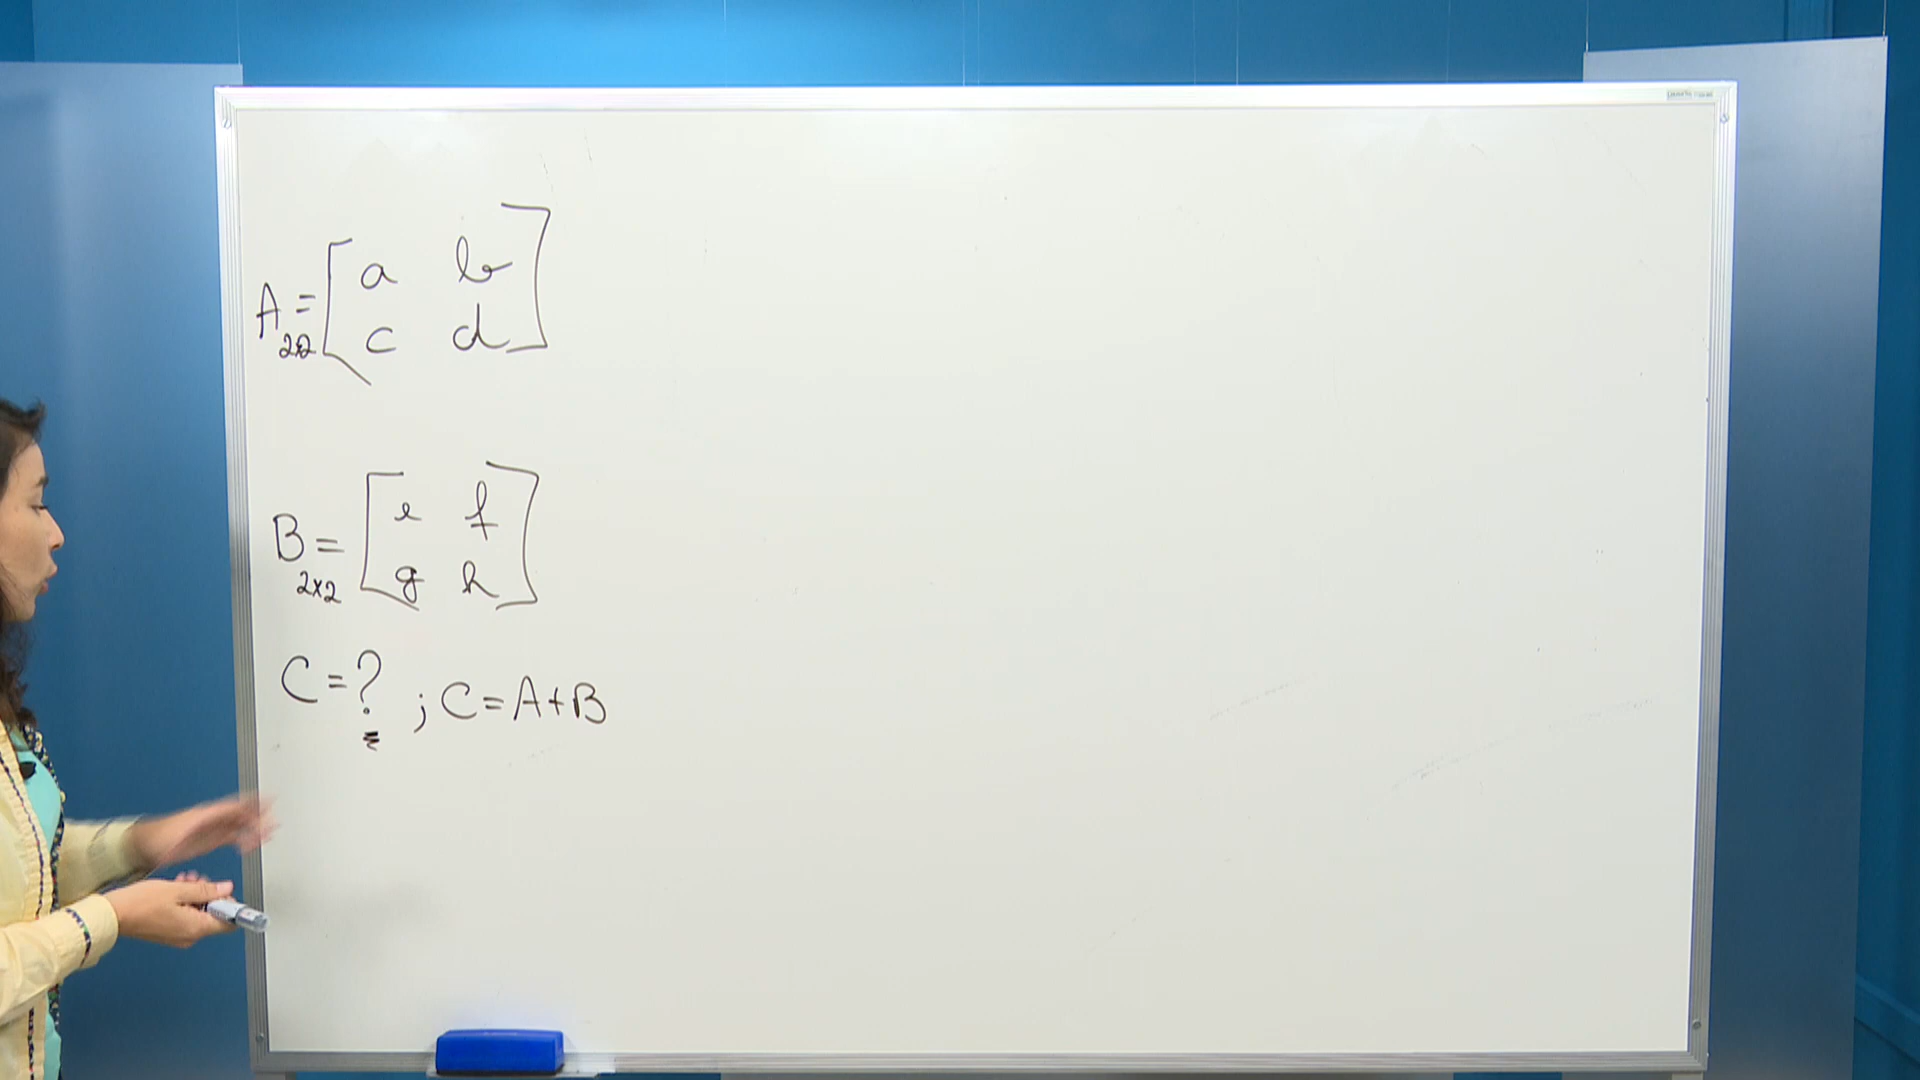 A 2x2 = [ a b
c d ]
B 2x2 = [ e f
g h ]
C = ? ; C = A + B